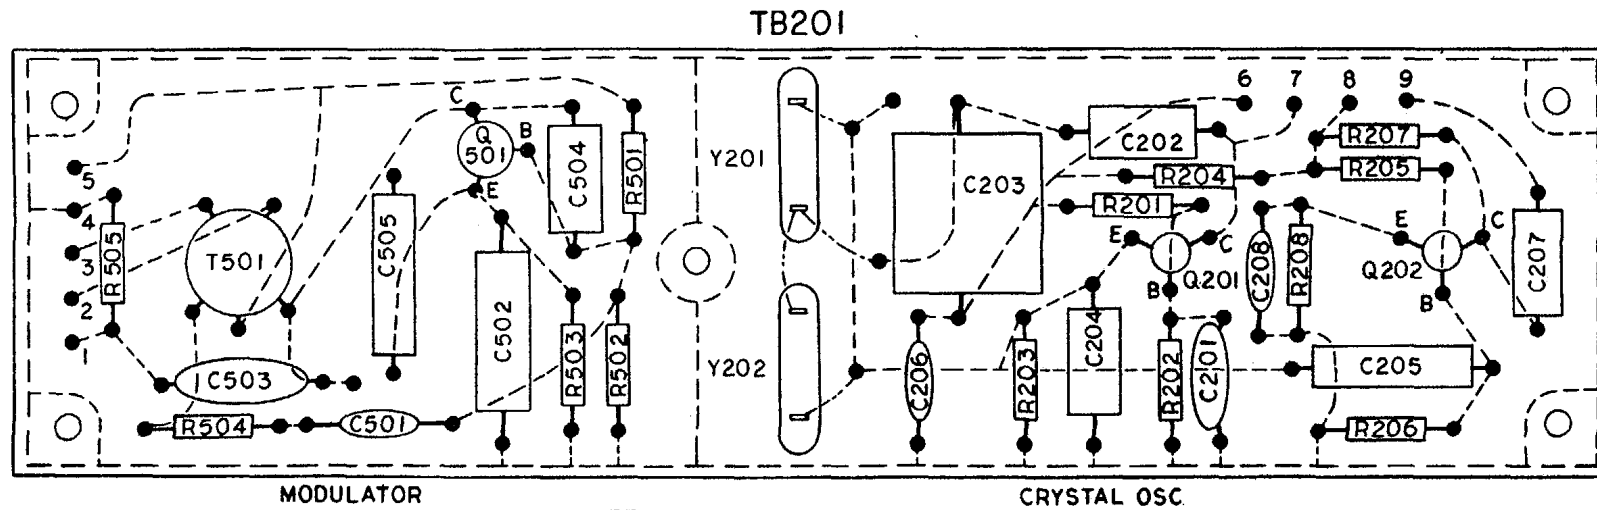 TB201
C
Q
501
B
E
C504
R501
5
4
3
2
1
R505
T501
C505
C502
C503
R504
C501
R503
R502
MODULATOR
Y201
Y202
C203
C202
6
7
8
9
R207
R205
R204
R201
E
C
Q201
B
C208
R208
E
C
Q202
B
C207
C206
R203
C204
R202
C201
C205
R206
CRYSTAL OSC